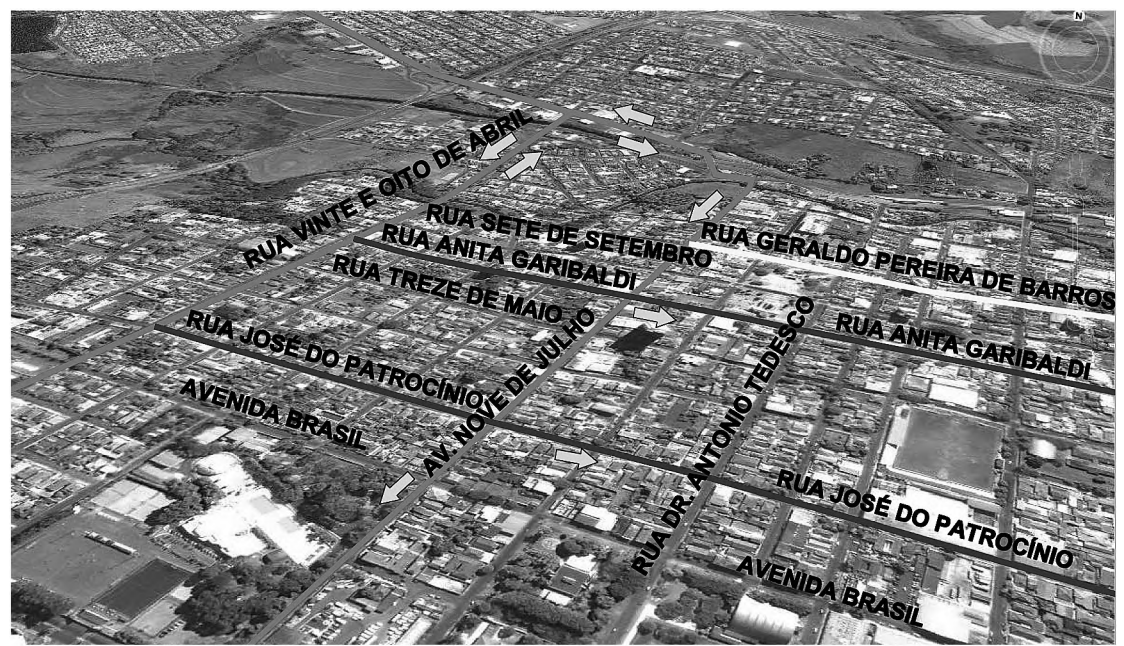 N
RUA VINTE E OITO DE ABRIL
RUA SETE DE SETEMBRO
RUA GERALDO PEREIRA DE BARROS
RUA ANITA GARIBALDI
RUA TREZE DE MAIO
RUA ANITA GARIBALDI
RUA JOSÉ DO PATROCÍNIO
AV. NOVE DE JULHO
RUA DR. ANTONIO TEDESCO
AVENIDA BRASIL
RUA JOSÉ DO PATROCÍNIO
AVENIDA BRASIL